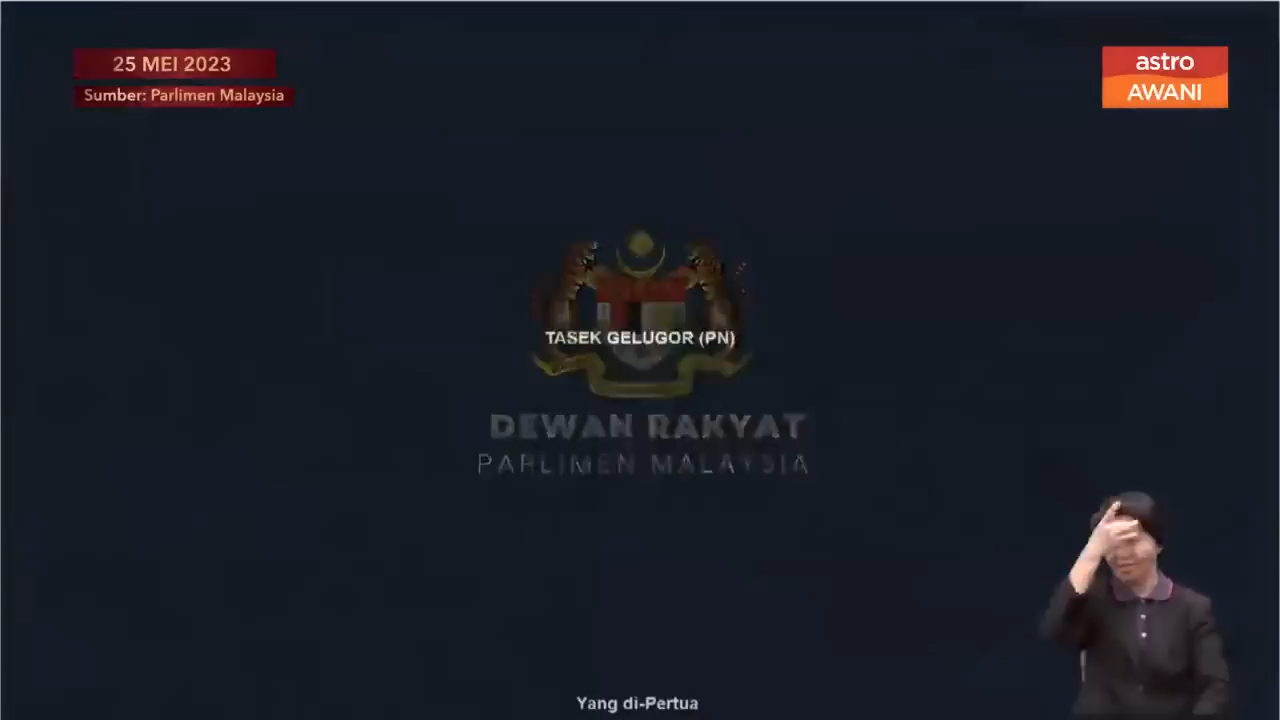 25 MEI 2023
Sumber: Parlimen Malaysia
astro
AWANI
TASEK GELUGOR (PN)
DEWAN RAKYAT
PARLIMEN MALAYSIA
Yang di-Pertua